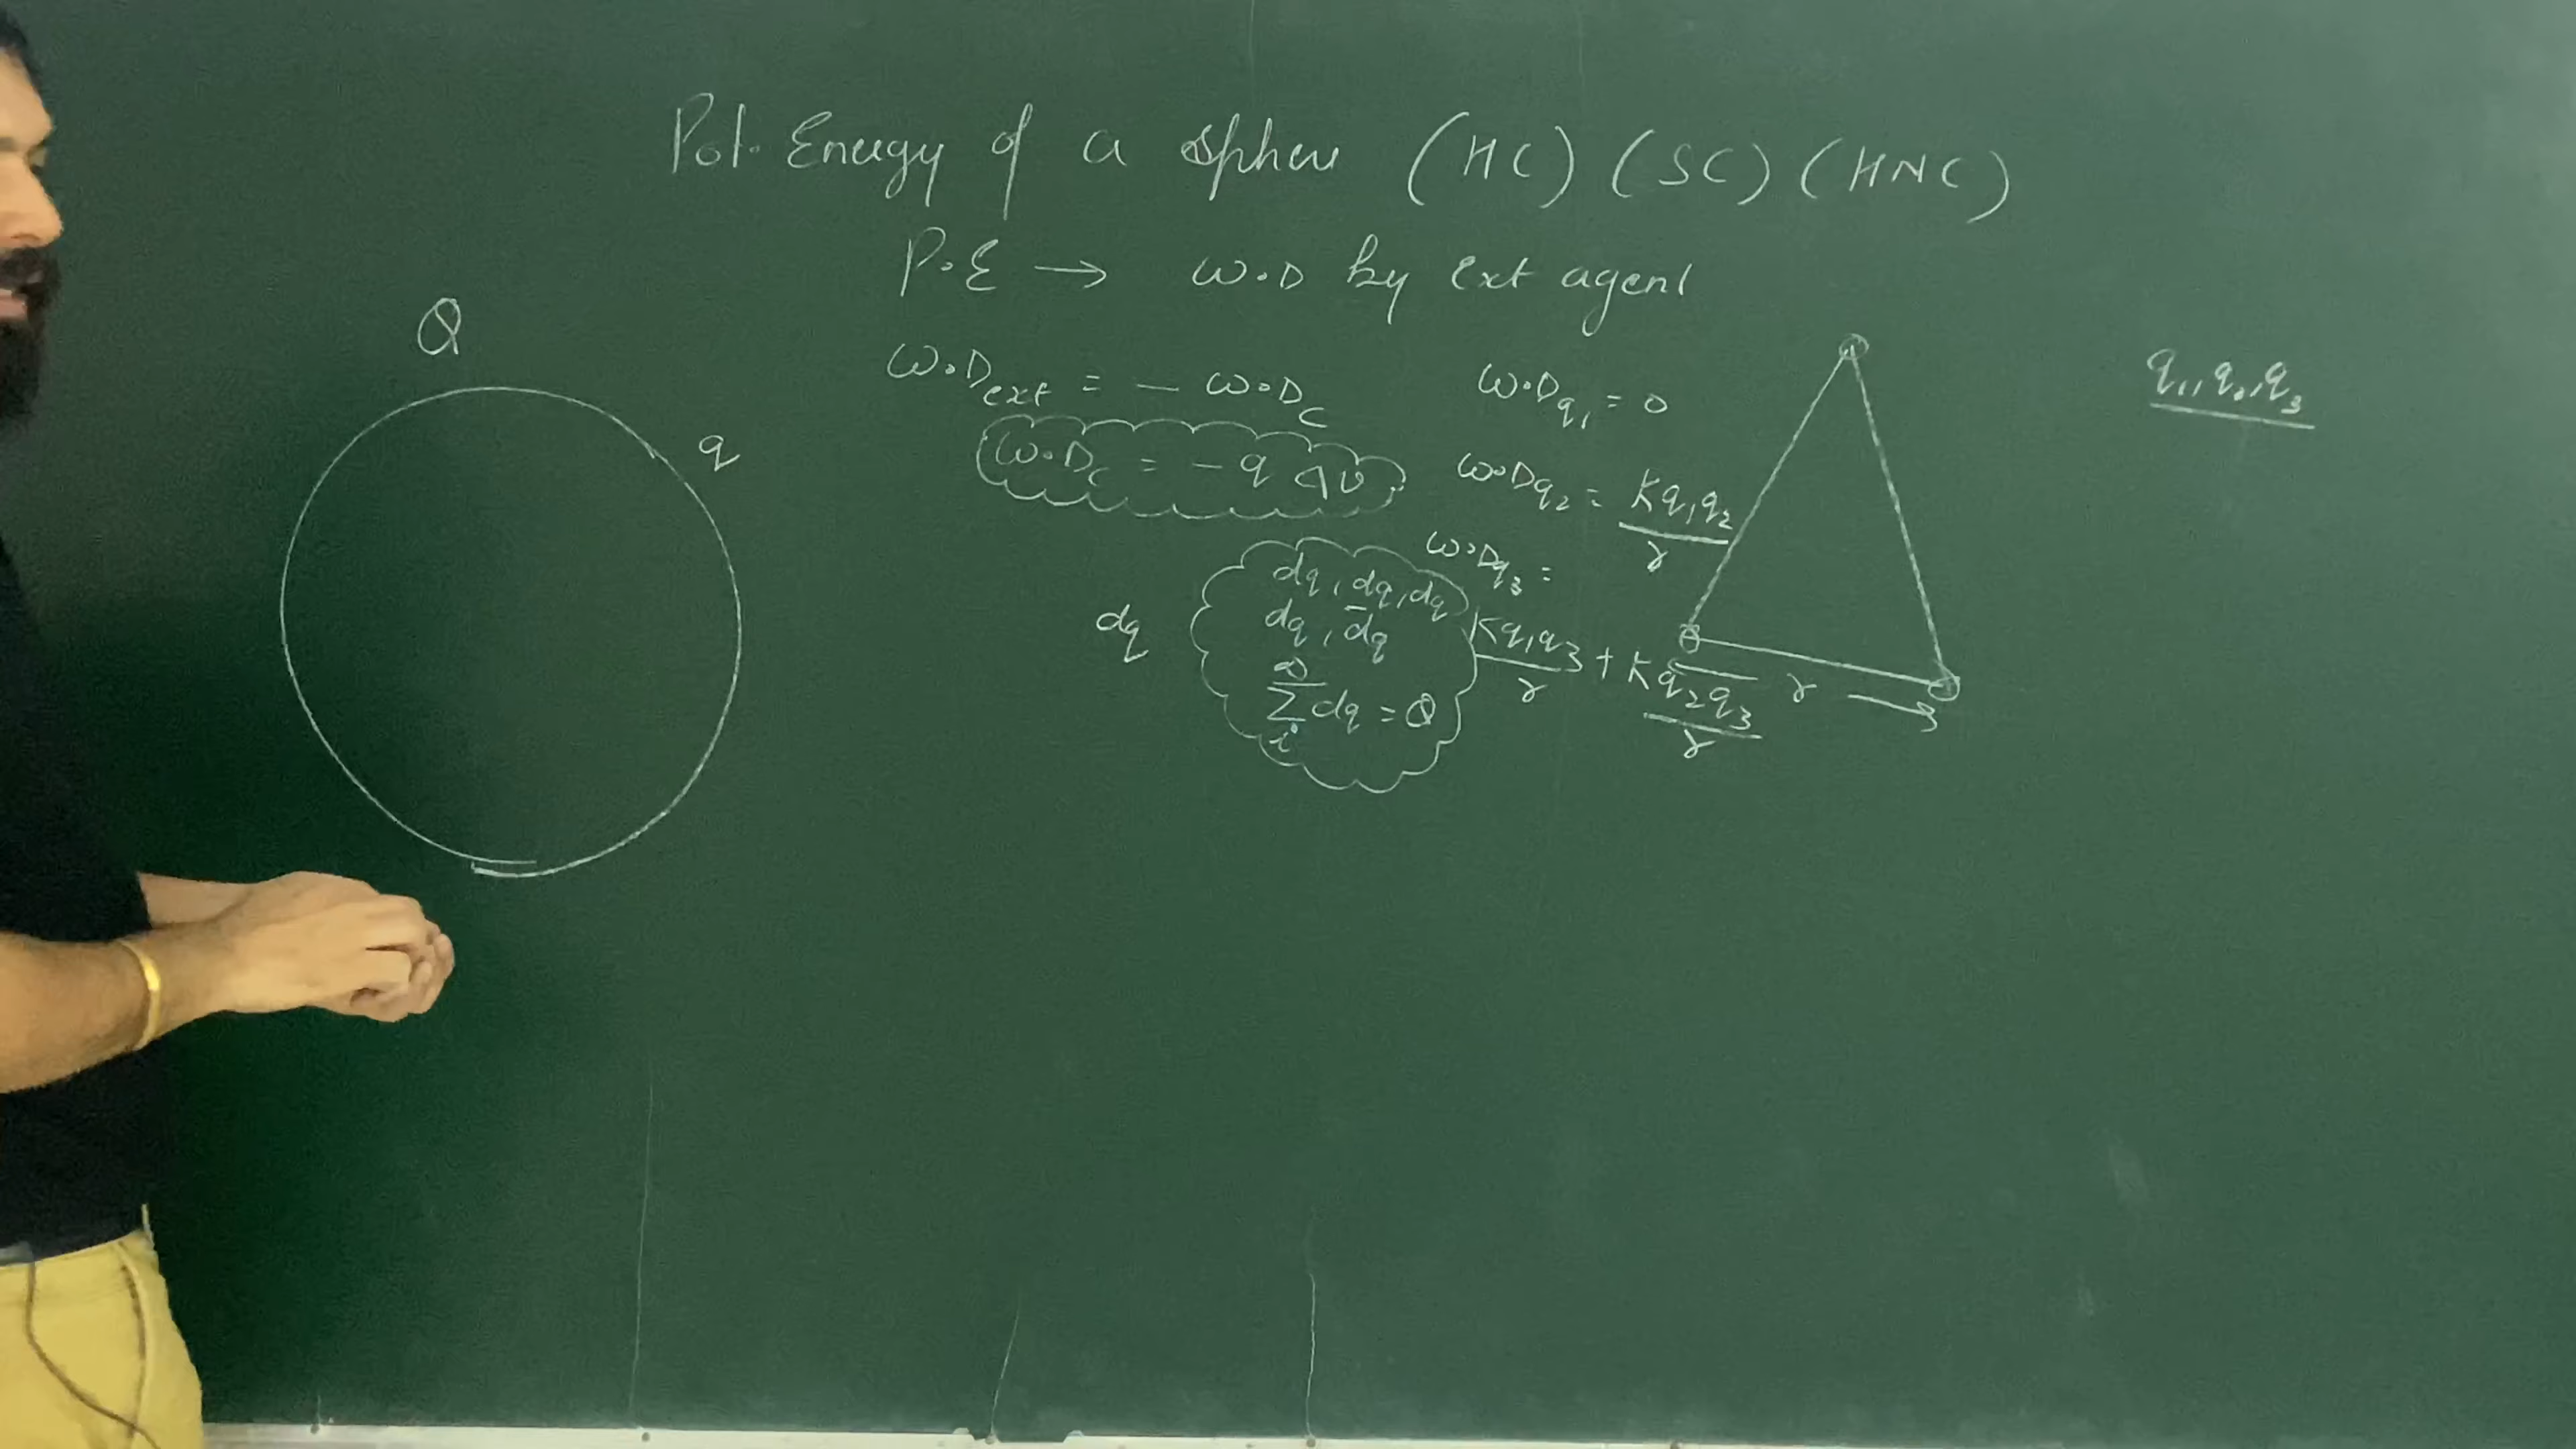 Pot. Energy of a sphere (HC) (SC) (HNC)
P.E → W.D by ext agent
Q
q
W.D_ext = - W.D_C
W.D_C = - q ΔV
W.D_q1 = 0
W.D_q2 = Kq1q2/r
W.D_q3 =
Kq1q3/r + Kq2q3/r
q1, q2, q3
dq
dq, dq, dq
dq, dq
∞
Σ dq = Q
i
r